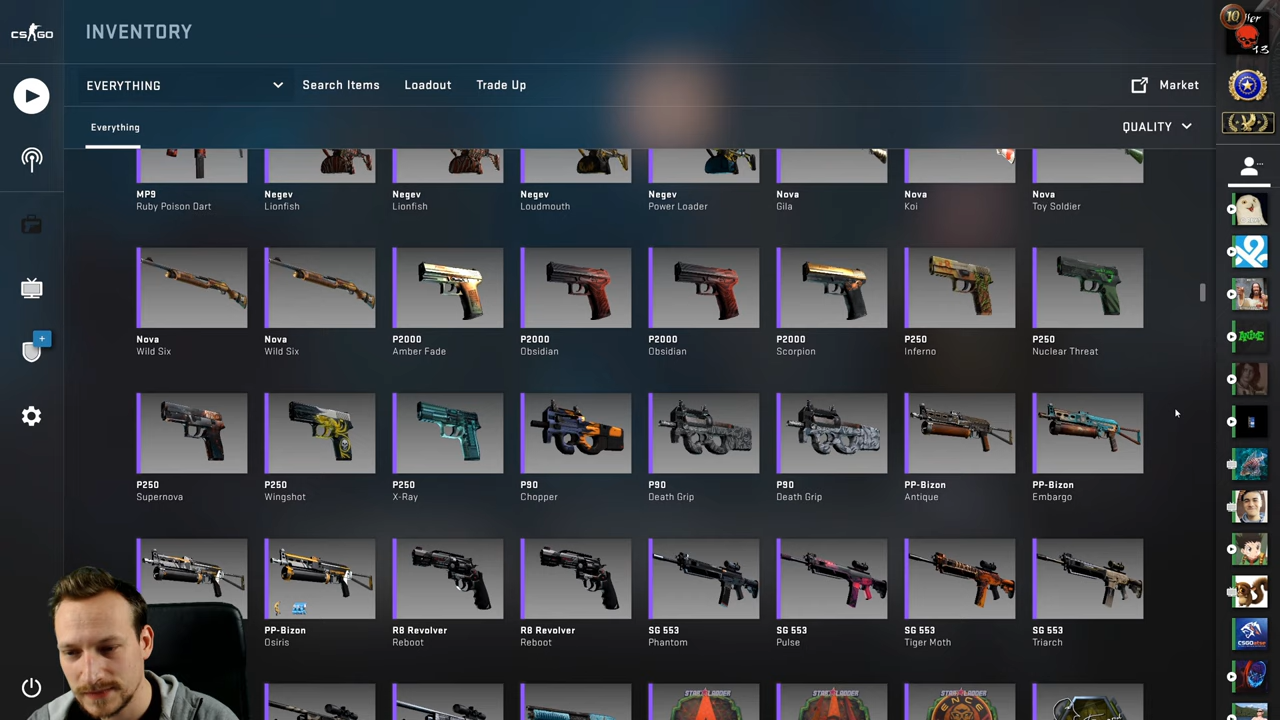 CS GO
INVENTORY
EVERYTHING
Search Items
Loadout
Trade Up
Market
Everything
QUALITY
10
13
MP9
Ruby Poison Dart
Negev
Lionfish
Negev
Lionfish
Negev
Loudmouth
Negev
Power Loader
Nova
Gila
Nova
Koi
Nova
Toy Soldier
Nova
Wild Six
Nova
Wild Six
P2000
Amber Fade
P2000
Obsidian
P2000
Obsidian
P2000
Scorpion
P250
Inferno
P250
Nuclear Threat
P250
Supernova
P250
Wingshot
P250
X-Ray
P90
Chopper
P90
Death Grip
P90
Death Grip
PP-Bizon
Antique
PP-Bizon
Embargo
PP-Bizon
Osiris
R8 Revolver
Reboot
R8 Revolver
Reboot
SG 553
Phantom
SG 553
Pulse
SG 553
Tiger Moth
SG 553
Triarch
ANIME